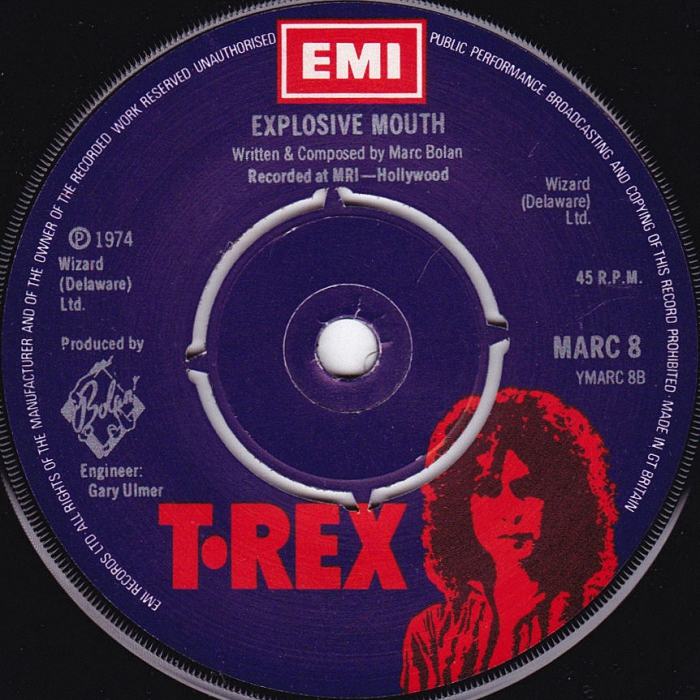 EMI
EXPLOSIVE MOUTH
Written & Composed by Marc Bolan
Recorded at MRI—Hollywood
Wizard
(Delaware)
Ltd.
℗ 1974
Wizard
(Delaware)
Ltd.
45 R.P.M.
Produced by
Bolan
MARC 8
YMARC 8B
Engineer:
Gary Ulmer
T•REX
EMI RECORDS LTD ALL RIGHTS OF THE MANUFACTURER AND OF THE OWNER OF THE RECORDED WORK RESERVED UNAUTHORISED PUBLIC PERFORMANCE BROADCASTING AND COPYING OF THIS RECORD PROHIBITED · MADE IN GT BRITAIN